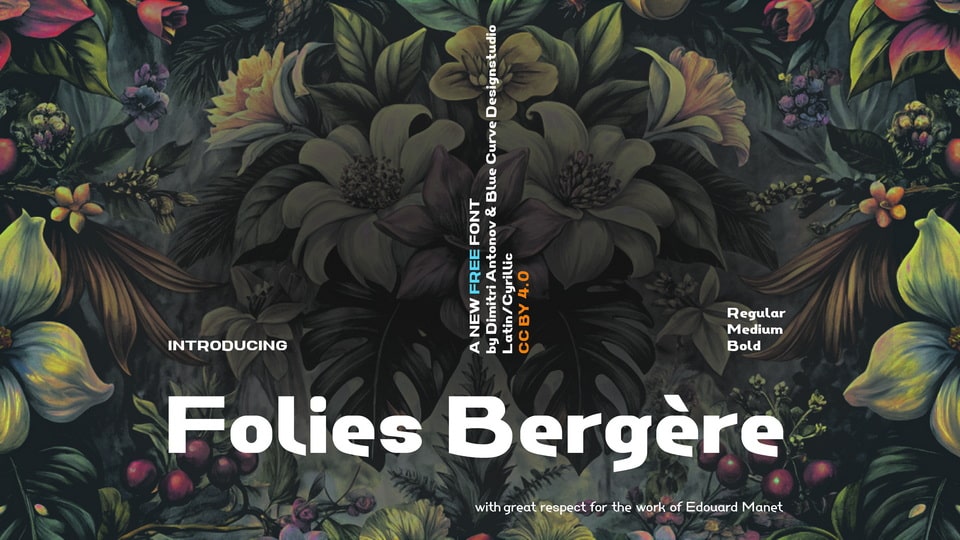 A NEW FREE FONT
by Dimitri Antonov & Blue Curve Designstudio
Latin/Cyrillic
CC BY 4.0
INTRODUCING
Regular
Medium
Bold
Folies Bergère
with great respect for the work of Edouard Manet